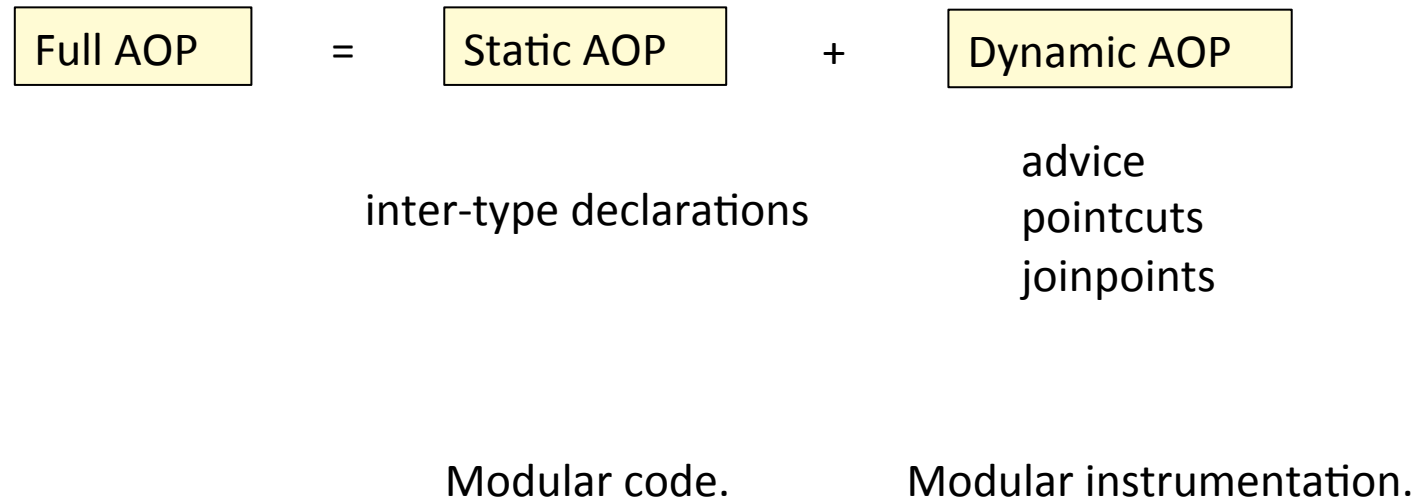 Full AOP = Static AOP + Dynamic AOP
inter-type declarations
advice
pointcuts
joinpoints
Modular code. Modular instrumentation.